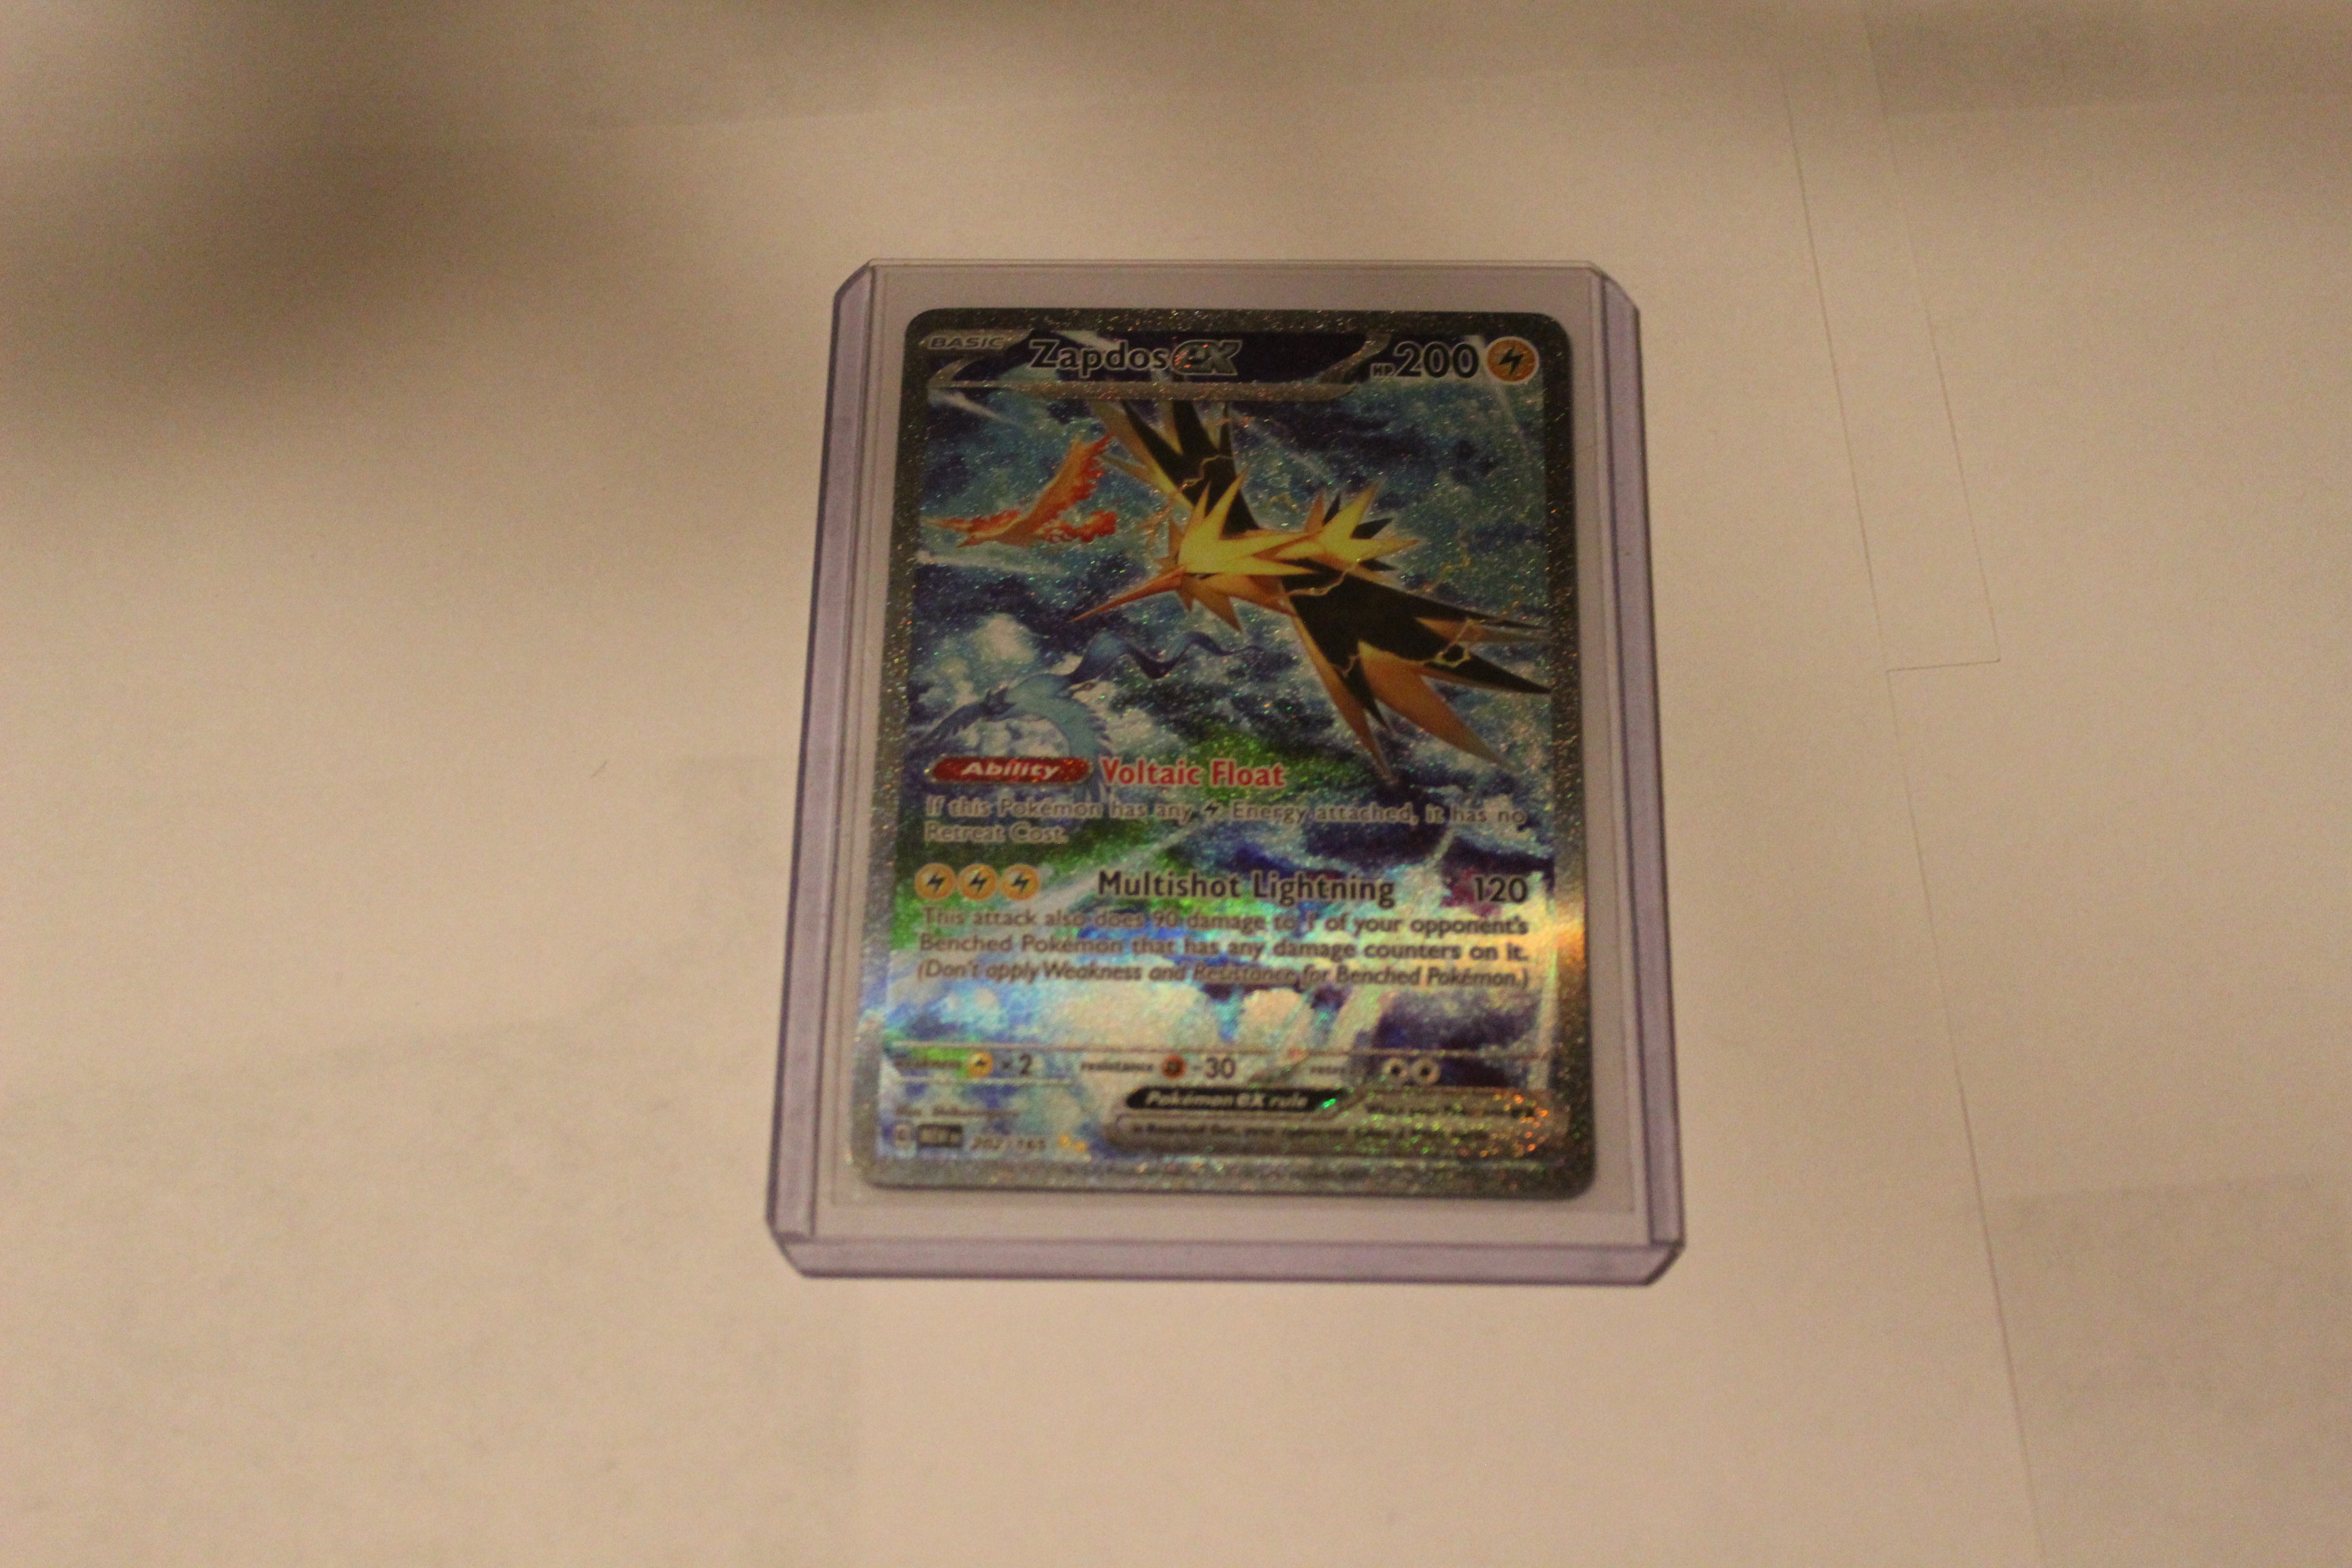 BASIC Zapdos ex HP 200
Ability Voltaic Float
If this Pokémon has any Energy attached, it has no
Retreat Cost.
Multishot Lightning 120
This attack also does 90 damage to 1 of your opponent's
Benched Pokémon that has any damage counters on it.
(Don't apply Weakness and Resistance for Benched Pokémon.)
×2 resistance -30
Pokémon ex rule
202/165